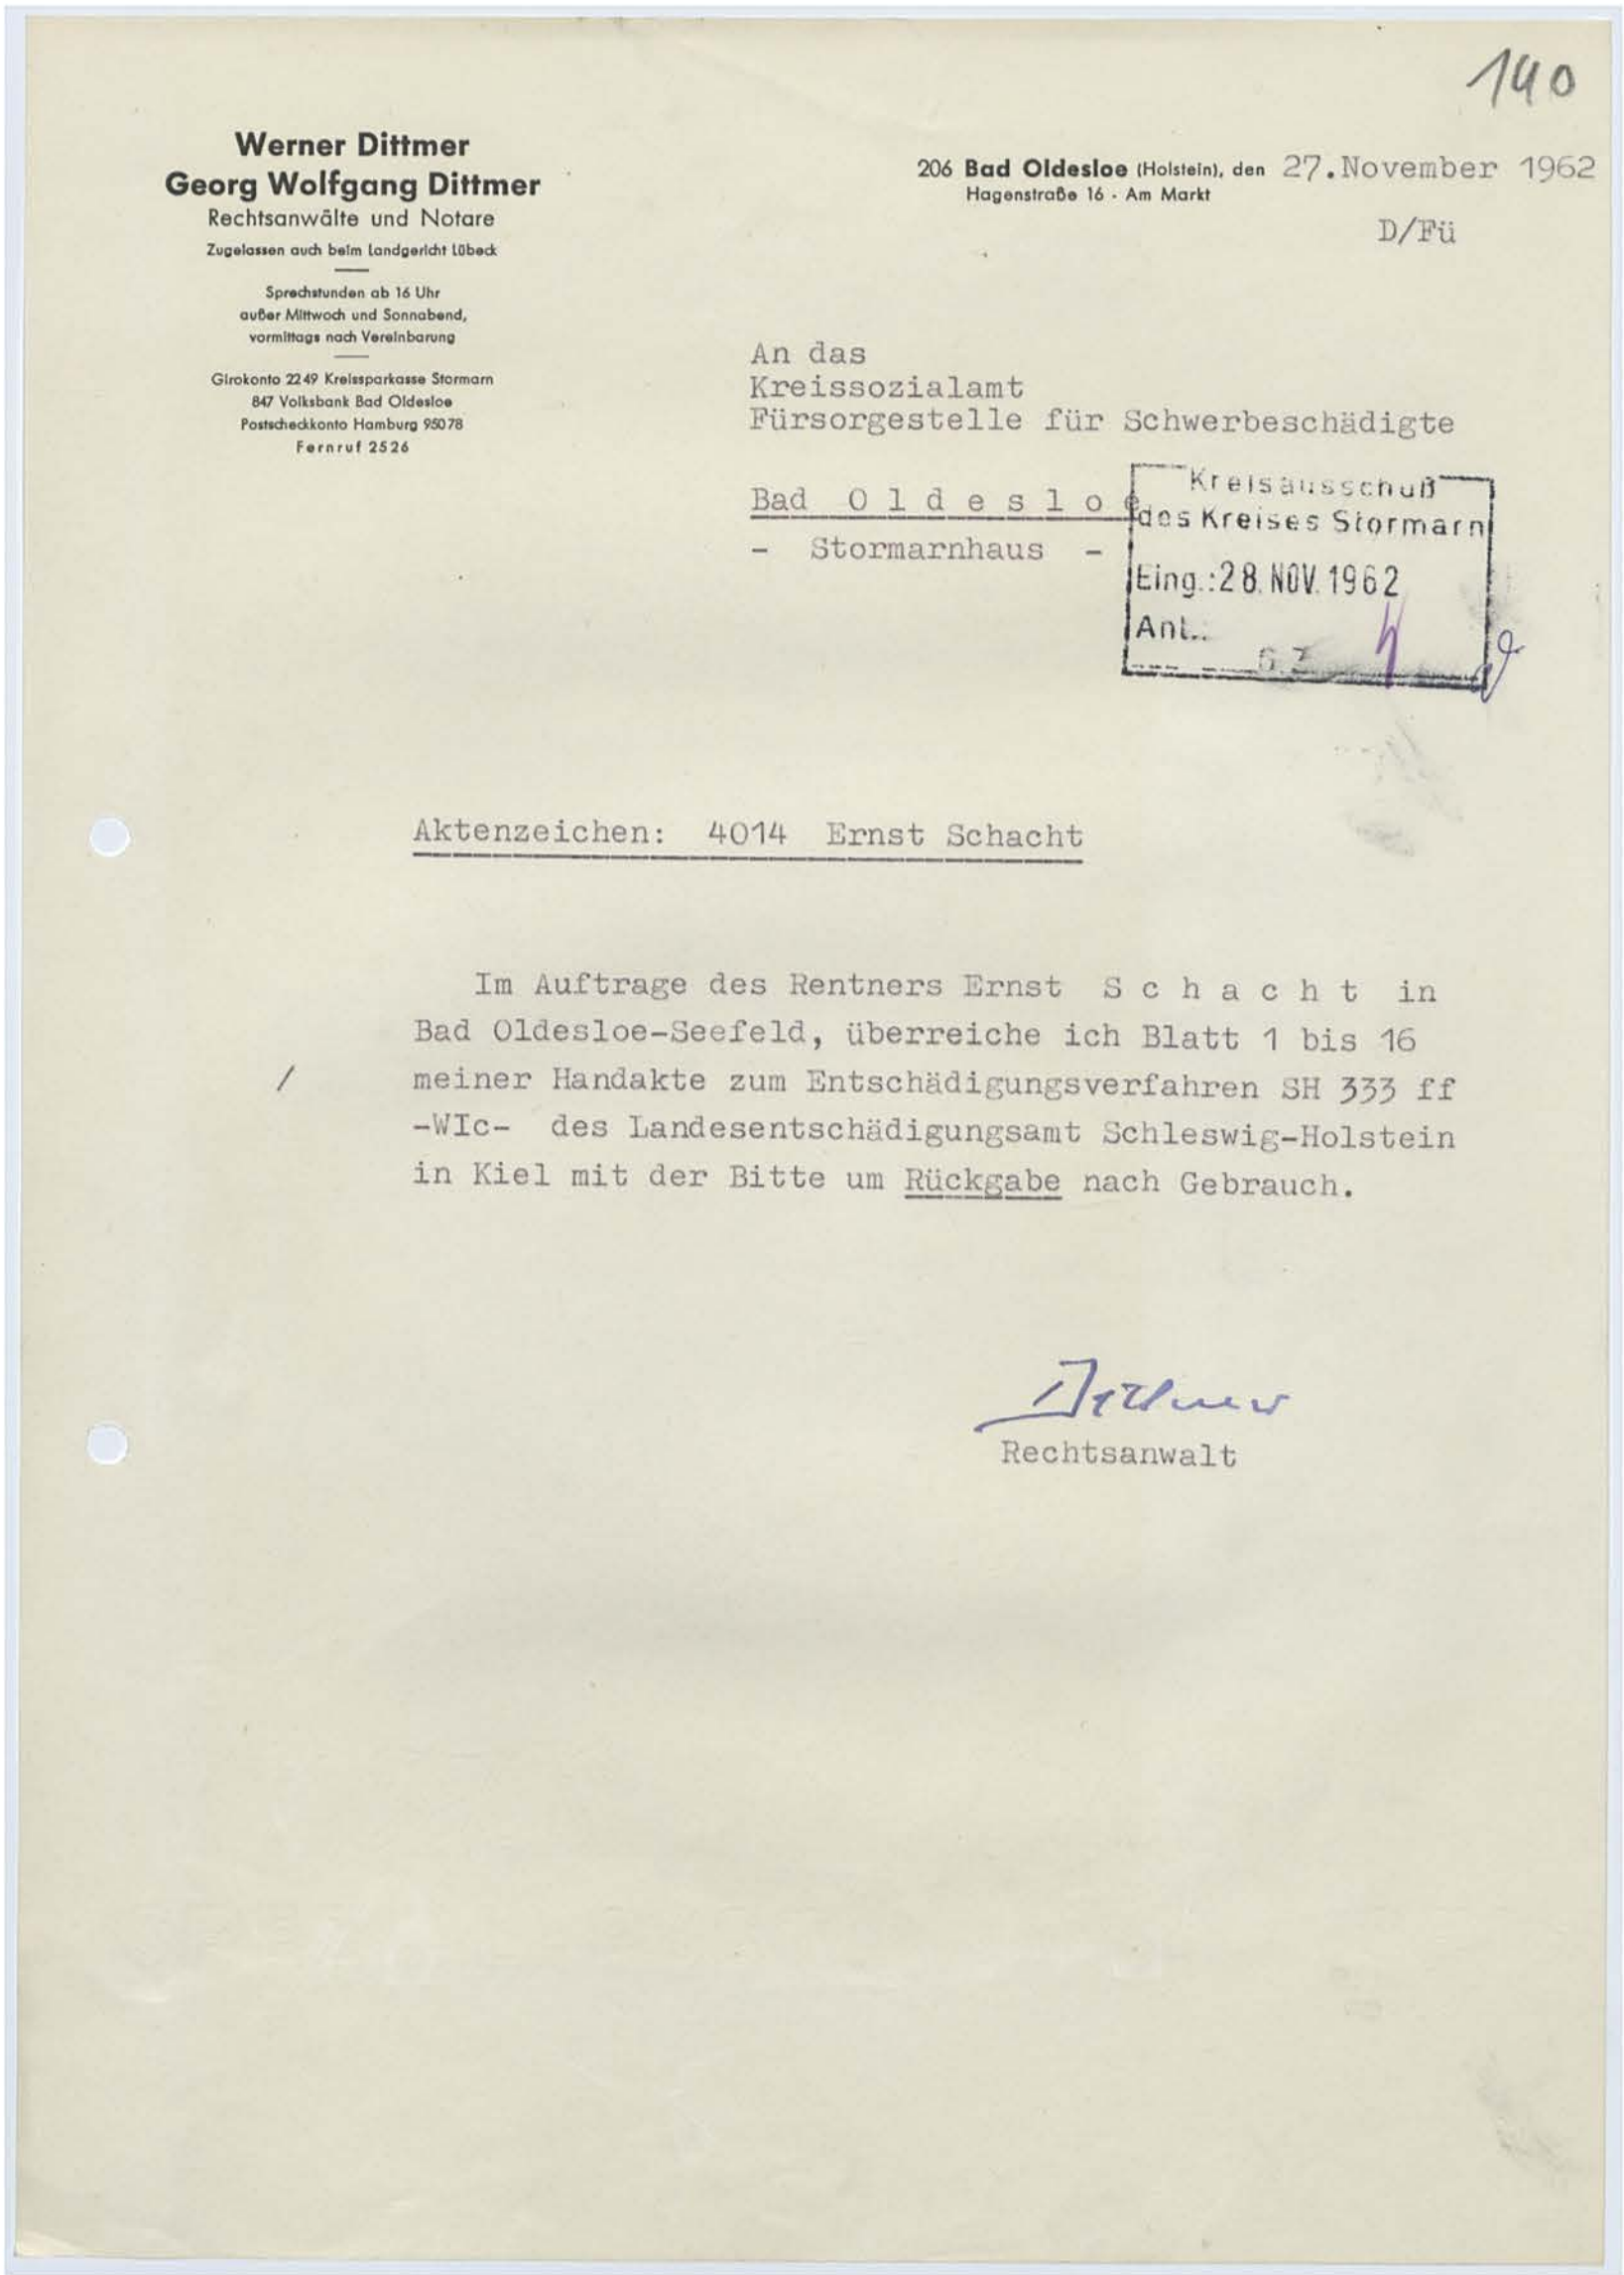 140
Werner Dittmer
Georg Wolfgang Dittmer
Rechtsanwälte und Notare
Zugelassen auch beim Landgericht Lübeck
Sprechstunden ab 16 Uhr
außer Mittwoch und Sonnabend,
vormittags nach Vereinbarung
Girokonto 2249 Kreissparkasse Stormarn
847 Volksbank Bad Oldesloe
Postscheckkonto Hamburg 95078
Fernruf 2526
206 Bad Oldesloe (Holstein), den 27.November 1962
Hagenstraße 16 · Am Markt
D/Fü
An das
Kreissozialamt
Fürsorgestelle für Schwerbeschädigte
Bad O l d e s l o e
- Stormarnhaus -
Kreisausschuß
des Kreises Stormarn
Eing.:28. NOV. 1962
Anl.:
Aktenzeichen: 4014 Ernst Schacht
Im Auftrage des Rentners Ernst S c h a c h t in
Bad Oldesloe-Seefeld, überreiche ich Blatt 1 bis 16
/ meiner Handakte zum Entschädigungsverfahren SH 333 ff
-WIc- des Landesentschädigungsamt Schleswig-Holstein
in Kiel mit der Bitte um Rückgabe nach Gebrauch.
Dittmer
Rechtsanwalt